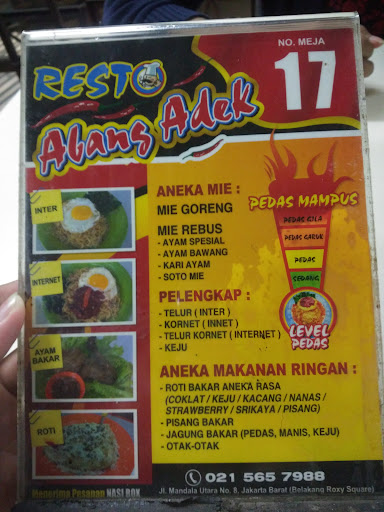 RESTO
Abang Adek
NO. MEJA
17
INTER
INTERNET
AYAM BAKAR
ROTI
ANEKA MIE :
MIE GORENG
MIE REBUS
- AYAM SPESIAL
- AYAM BAWANG
- KARI AYAM
- SOTO MIE
PELENGKAP :
- TELUR ( INTER )
- KORNET ( INNET )
- TELUR KORNET ( INTERNET )
- KEJU
PEDAS MAMPUS
PEDAS GILA
PEDAS GARUK
PEDAS
SEDANG
LEVEL
PEDAS
ANEKA MAKANAN RINGAN :
- ROTI BAKAR ANEKA RASA
(COKLAT / KEJU / KACANG / NANAS /
STRAWBERRY / SRIKAYA / PISANG)
- PISANG BAKAR
- JAGUNG BAKAR (PEDAS, MANIS, KEJU)
- OTAK-OTAK
021 565 7988
Menerima Pesanan NASI BOX
Jl. Mandala Utara No. 8, Jakarta Barat (Belakang Roxy Square)